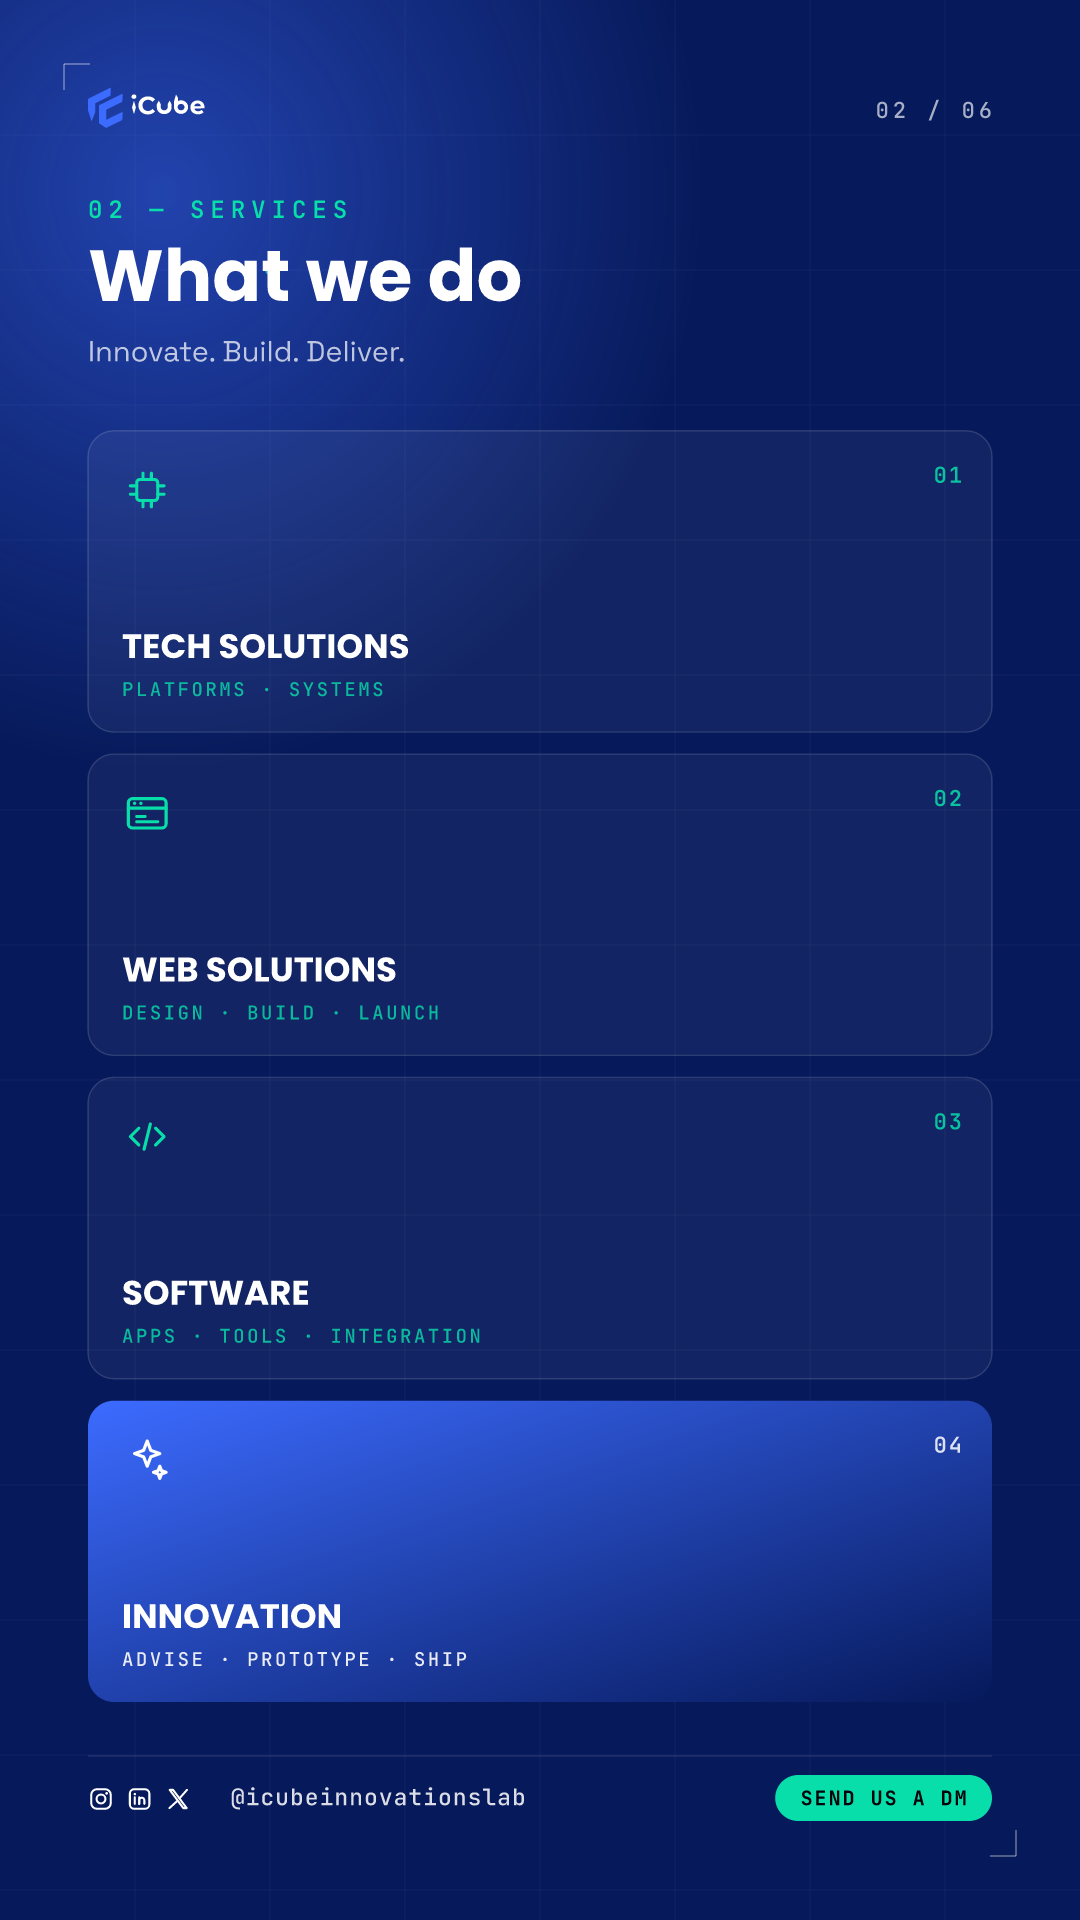 iCube
02 / 06
02 — SERVICES
What we do
Innovate. Build. Deliver.
01
TECH SOLUTIONS
PLATFORMS · SYSTEMS
02
WEB SOLUTIONS
DESIGN · BUILD · LAUNCH
03
SOFTWARE
APPS · TOOLS · INTEGRATION
04
INNOVATION
ADVISE · PROTOTYPE · SHIP
@icubeinnovationslab
SEND US A DM